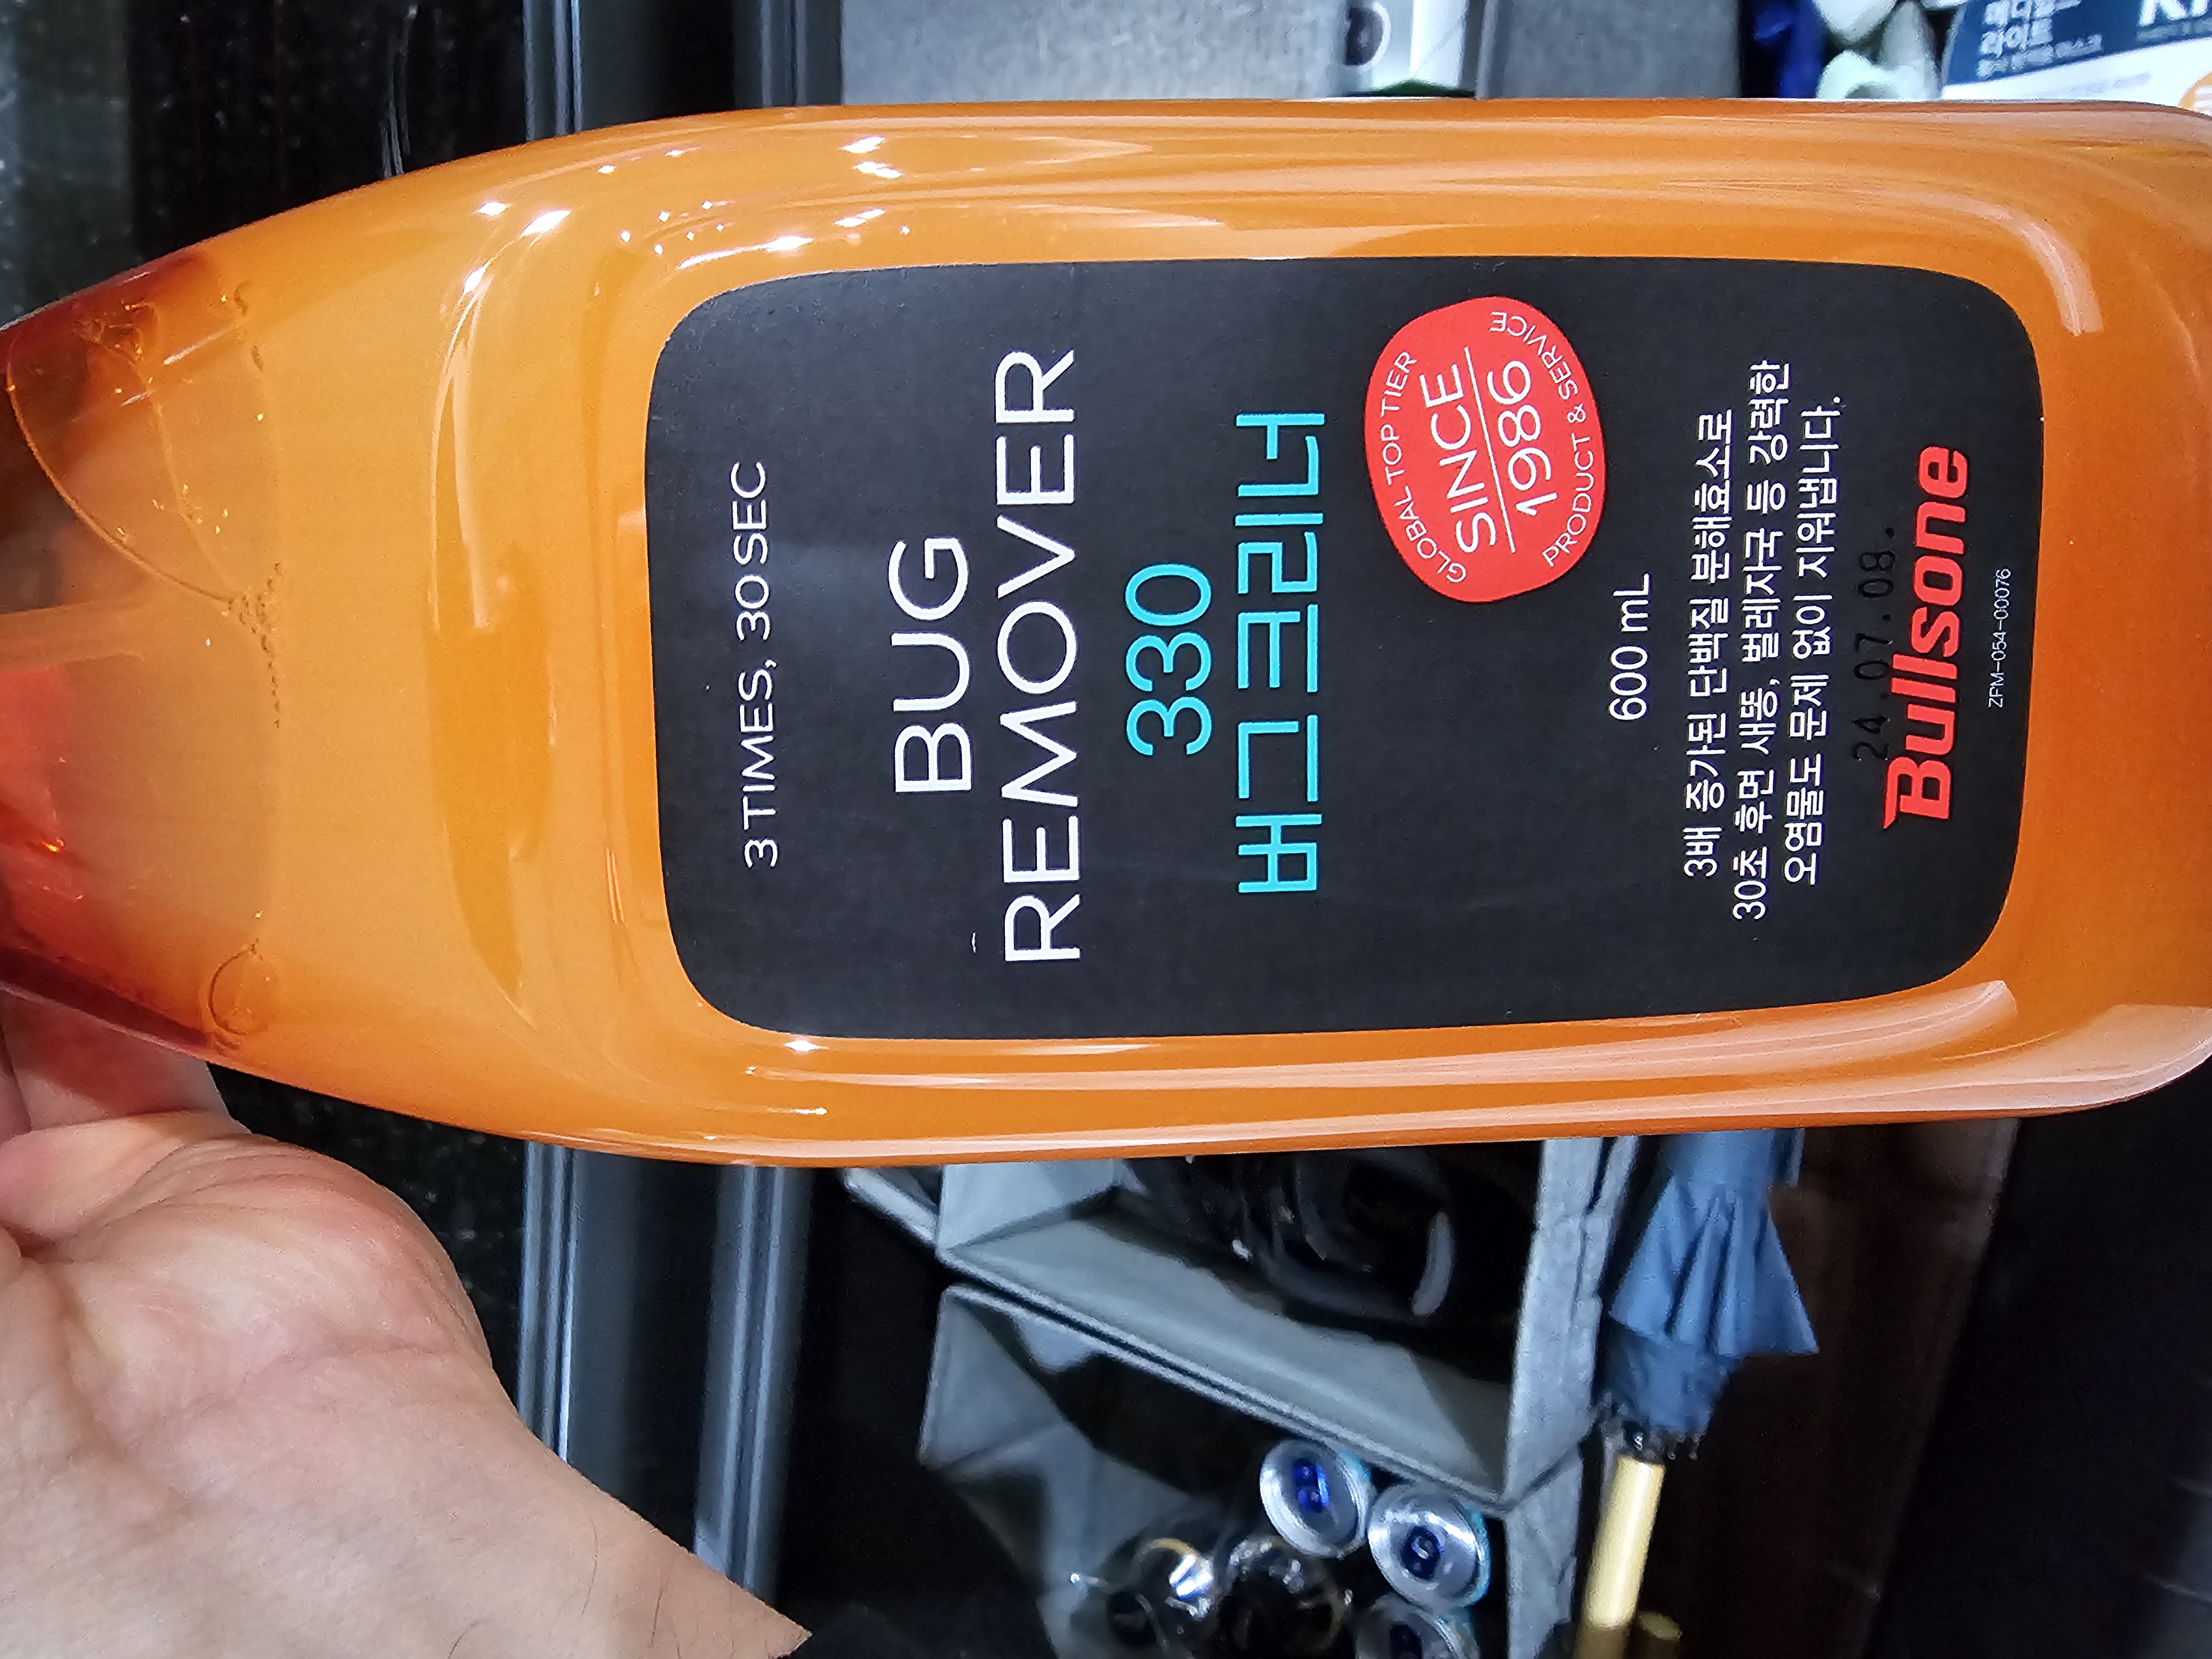 3 TIMES, 30 SEC
BUG
REMOVER
330
버그크리너
GLOBAL TOP TIER
SINCE
1986
PRODUCT & SERVICE
600 mL
3배 증가된 단백질 분해효소로
30초 후면 새똥, 벌레자국 등 강력한
오염물도 문제 없이 지워냅니다.
24.07.08.
Bullsone
ZFM-054-00076
라이트